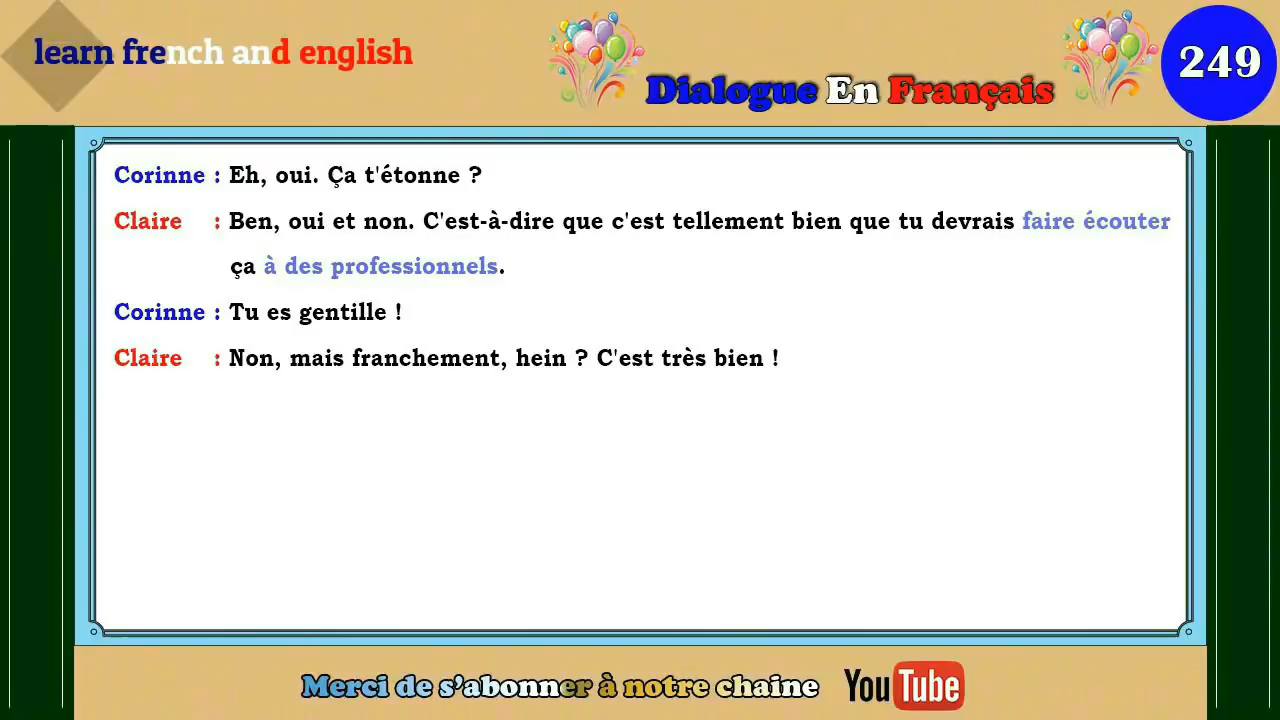 learn french and english
Dialogue En Français
249
Corinne : Eh, oui. Ça t'étonne ?
Claire : Ben, oui et non. C'est-à-dire que c'est tellement bien que tu devrais faire écouter
ça à des professionnels.
Corinne : Tu es gentille !
Claire : Non, mais franchement, hein ? C'est très bien !
Merci de s’abonner à notre chaine YouTube